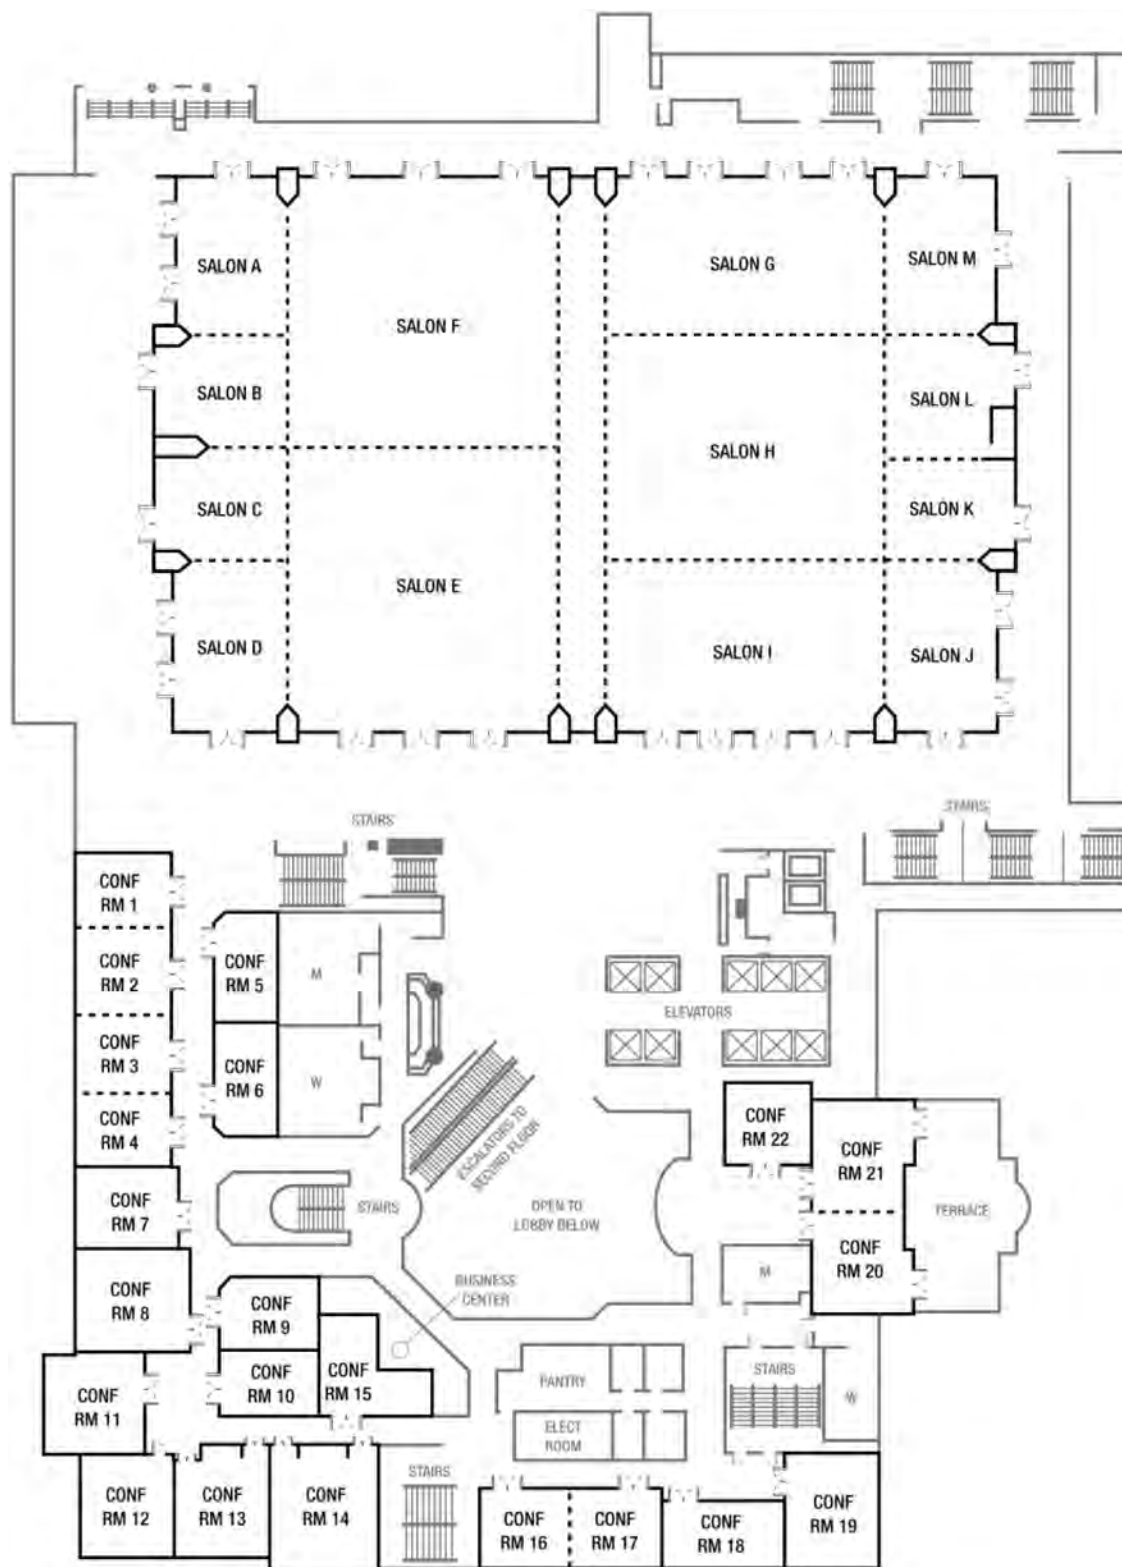 SALON A
SALON F
SALON G
SALON M
SALON B
SALON L
SALON H
SALON C
SALON K
SALON E
SALON D
SALON I
SALON J
STAIRS
STAIRS
CONF
RM 1
CONF
RM 2
CONF
RM 5
M
CONF
RM 3
CONF
RM 6
W
CONF
RM 4
ELEVATORS
ESCALATORS TO
SECOND FLOOR
CONF
RM 22
CONF
RM 21
CONF
RM 7
STAIRS
OPEN TO
LOBBY BELOW
TERRACE
CONF
RM 20
M
CONF
RM 8
BUSINESS
CENTER
CONF
RM 9
CONF
RM 10
CONF
RM 15
CONF
RM 11
PANTRY
STAIRS
W
ELECT
ROOM
STAIRS
CONF
RM 12
CONF
RM 13
CONF
RM 14
CONF
RM 16
CONF
RM 17
CONF
RM 18
CONF
RM 19